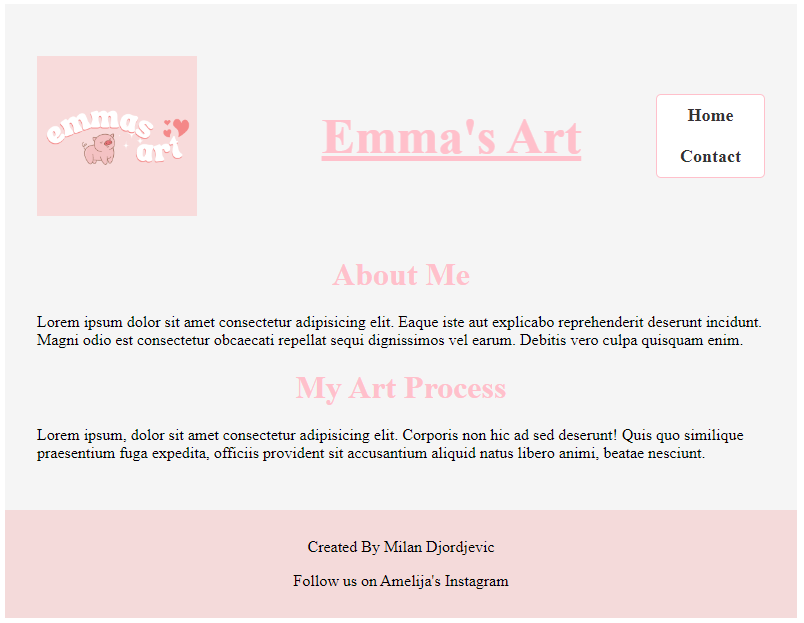 emmas
art
Emma's Art
Home
Contact
About Me
Lorem ipsum dolor sit amet consectetur adipisicing elit. Eaque iste aut explicabo reprehenderit deserunt incidunt.
Magni odio est consectetur obcaecati repellat sequi dignissimos vel earum. Debitis vero culpa quisquam enim.
My Art Process
Lorem ipsum, dolor sit amet consectetur adipisicing elit. Corporis non hic ad sed deserunt! Quis quo similique
praesentium fuga expedita, officiis provident sit accusantium aliquid natus libero animi, beatae nesciunt.
Created By Milan Djordjevic
Follow us on Amelija's Instagram